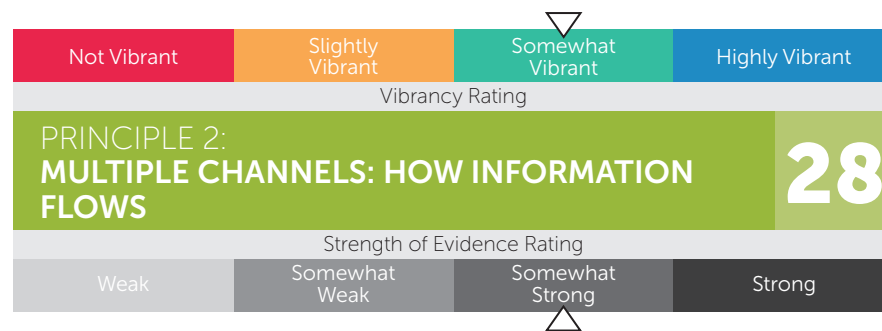 Not Vibrant
Slightly
Vibrant
Somewhat
Vibrant
Highly Vibrant
Vibrancy Rating
PRINCIPLE 2:
MULTIPLE CHANNELS: HOW INFORMATION
FLOWS
28
Strength of Evidence Rating
Weak
Somewhat
Weak
Somewhat
Strong
Strong